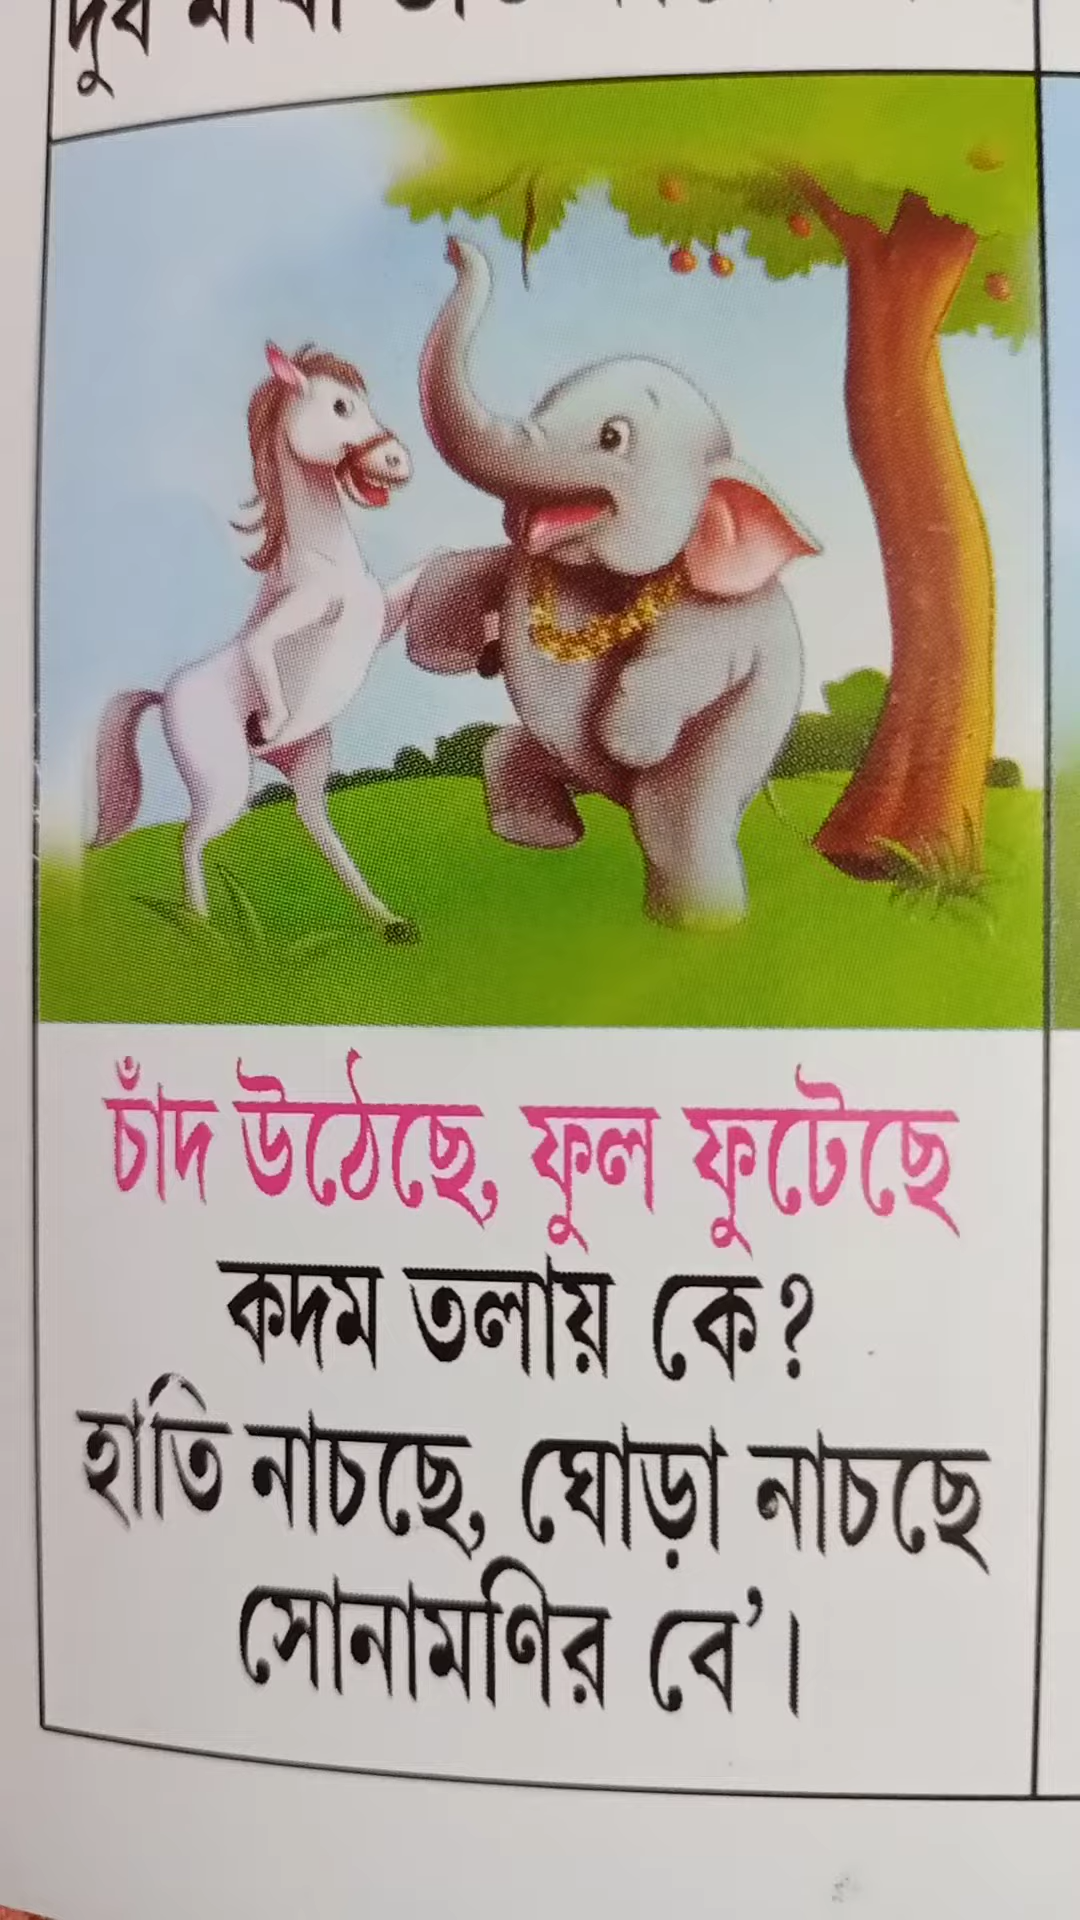 চাঁদ উঠেছে, ফুল ফুটেছে
কদম তলায় কে?
হাতি নাচছে, ঘোড়া নাচছে
সোনামণির বে’।